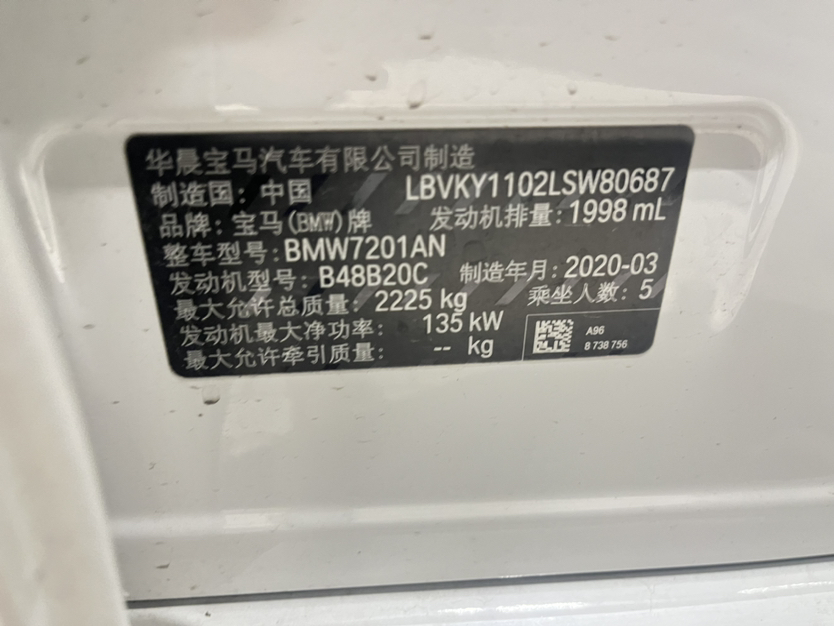 华晨宝马汽车有限公司制造
制造国：中国 LBVKY1102LSW80687
品牌：宝马(BMW)牌 发动机排量：1998 mL
整车型号：BMW7201AN
发动机型号：B48B20C 制造年月：2020-03
最大允许总质量：2225 kg 乘坐人数：5
发动机最大净功率：135 kW
最大允许牵引质量：-- kg
A96
8 738 756